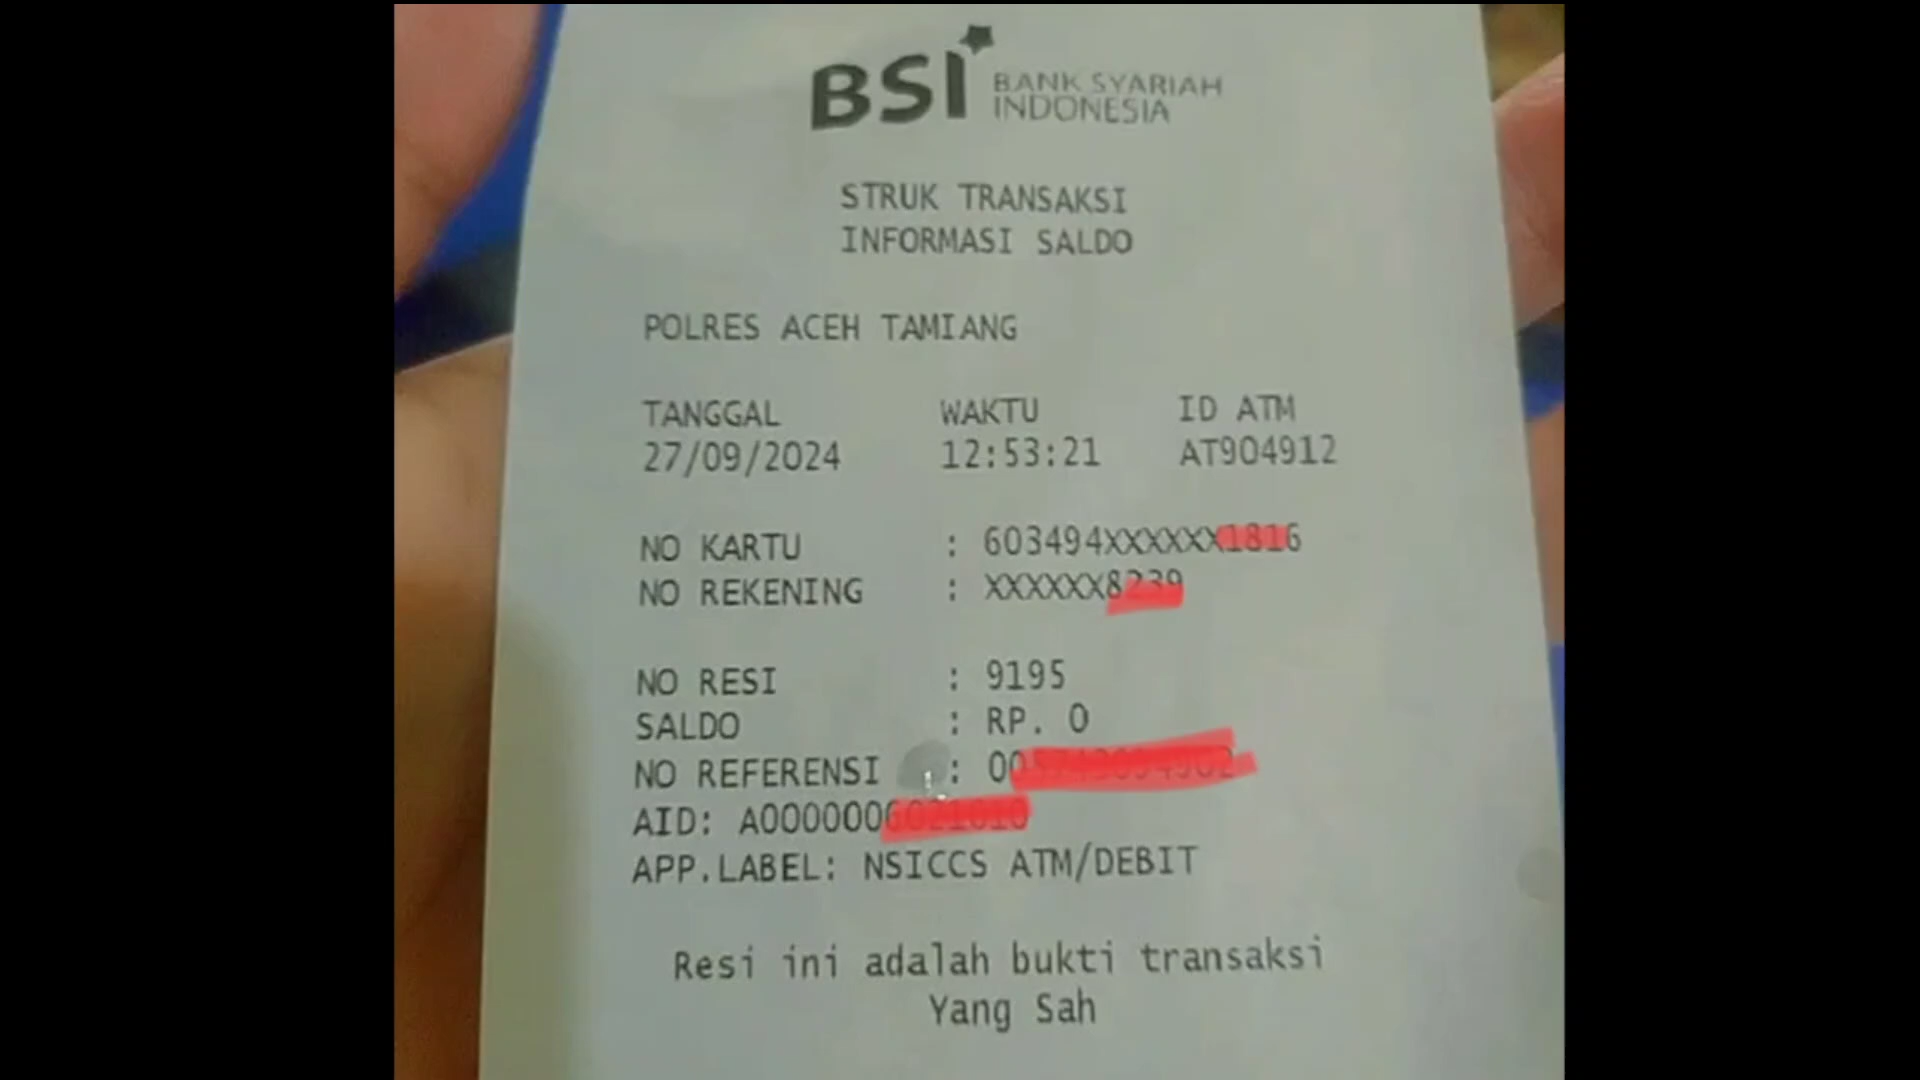 BSI BANK SYARIAH
INDONESIA
STRUK TRANSAKSI
INFORMASI SALDO
POLRES ACEH TAMIANG
TANGGAL WAKTU ID ATM
27/09/2024 12:53:21 AT904912
NO KARTU : 603494XXXXXX
NO REKENING : XXXXXX
NO RESI : 9195
SALDO : RP. 0
NO REFERENSI : 00
AID: A000000
APP.LABEL: NSICCS ATM/DEBIT
Resi ini adalah bukti transaksi
Yang Sah